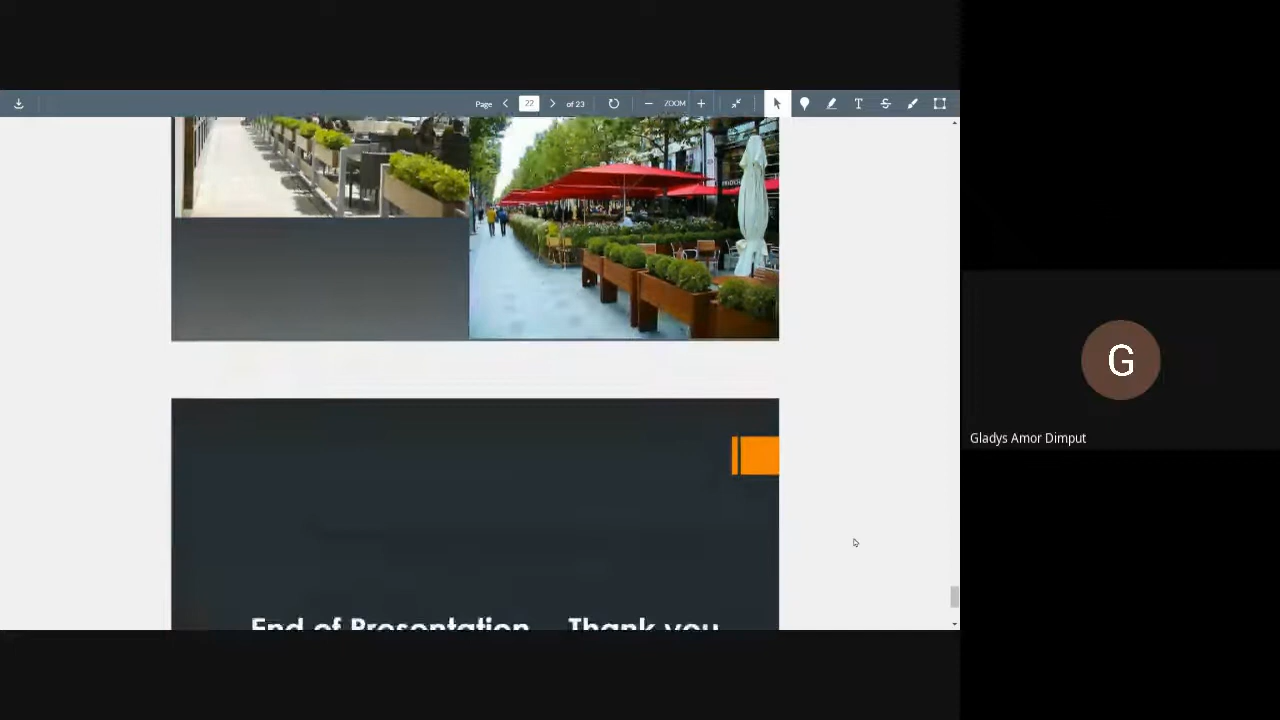 Page 22 of 23 ZOOM T S
End of Presentation... Thank you
G
Gladys Amor Dimput